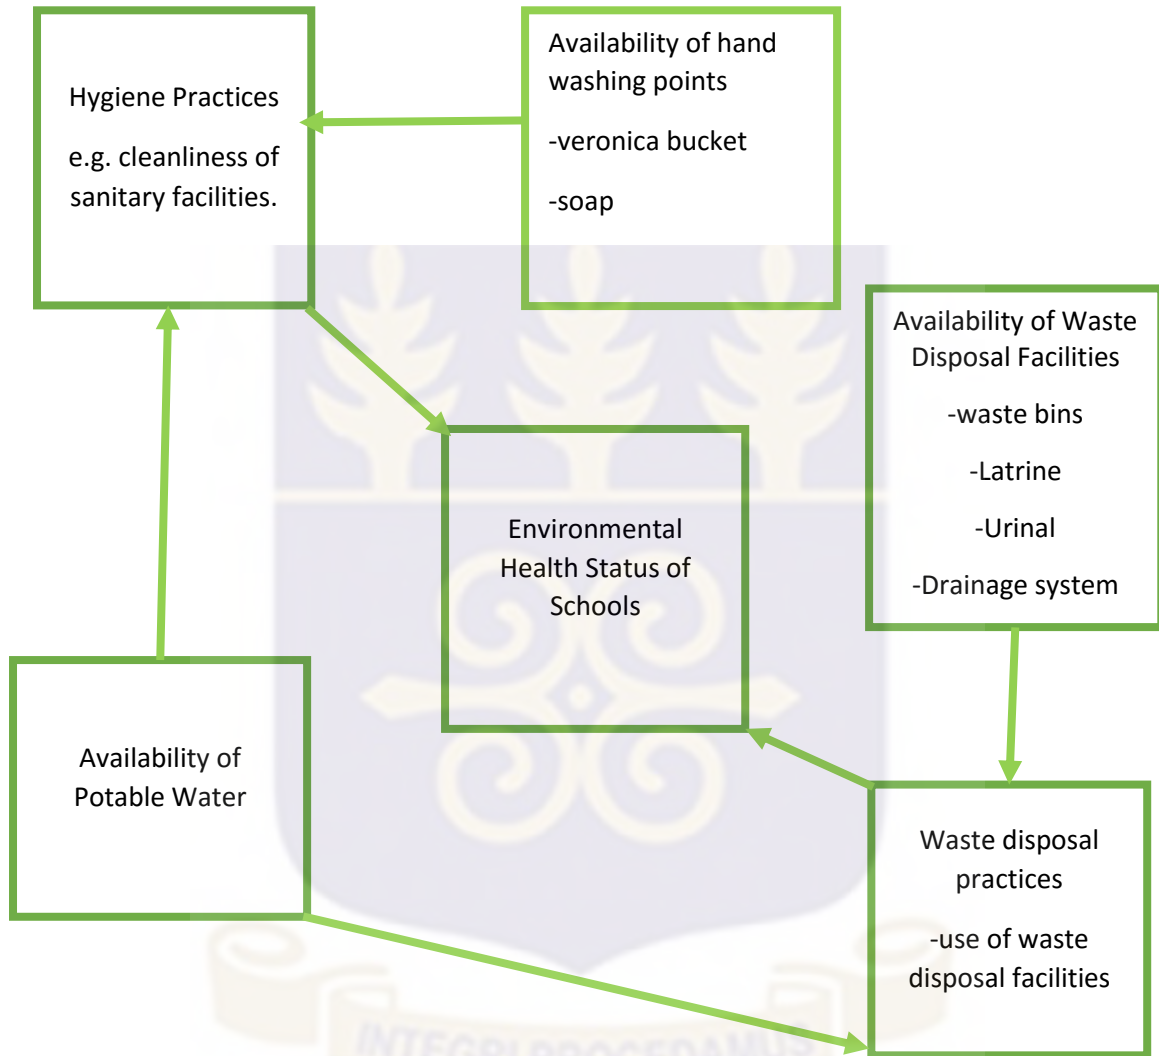 Hygiene Practices
e.g. cleanliness of
sanitary facilities.
Availability of hand
washing points
-veronica bucket
-soap
Availability of Waste
Disposal Facilities
-waste bins
-Latrine
-Urinal
-Drainage system
Environmental
Health Status of
Schools
Availability of
Potable Water
Waste disposal
practices
-use of waste
disposal facilities
INTEGRI PROCEDAMUS